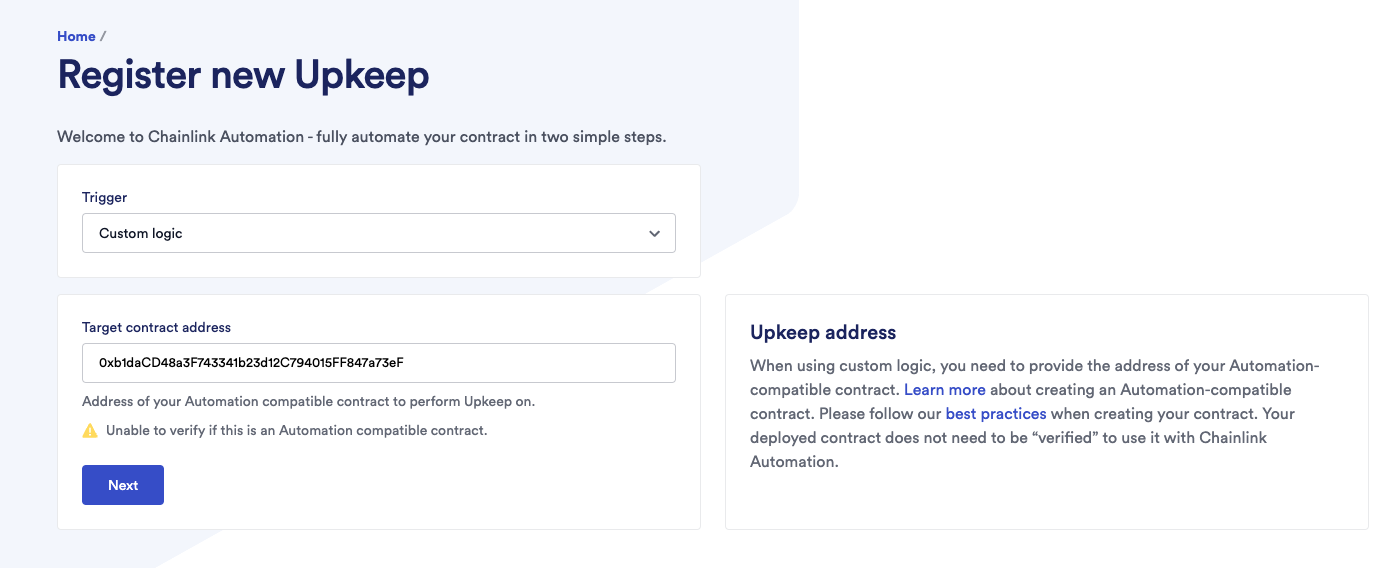 Home /
Register new Upkeep
Welcome to Chainlink Automation - fully automate your contract in two simple steps.
Trigger
Custom logic
Target contract address
0xb1daCD48a3F743341b23d12C794015FF847a73eF
Address of your Automation compatible contract to perform Upkeep on.
Unable to verify if this is an Automation compatible contract.
Next
Upkeep address
When using custom logic, you need to provide the address of your Automation-
compatible contract. Learn more about creating an Automation-compatible
contract. Please follow our best practices when creating your contract. Your
deployed contract does not need to be “verified” to use it with Chainlink
Automation.